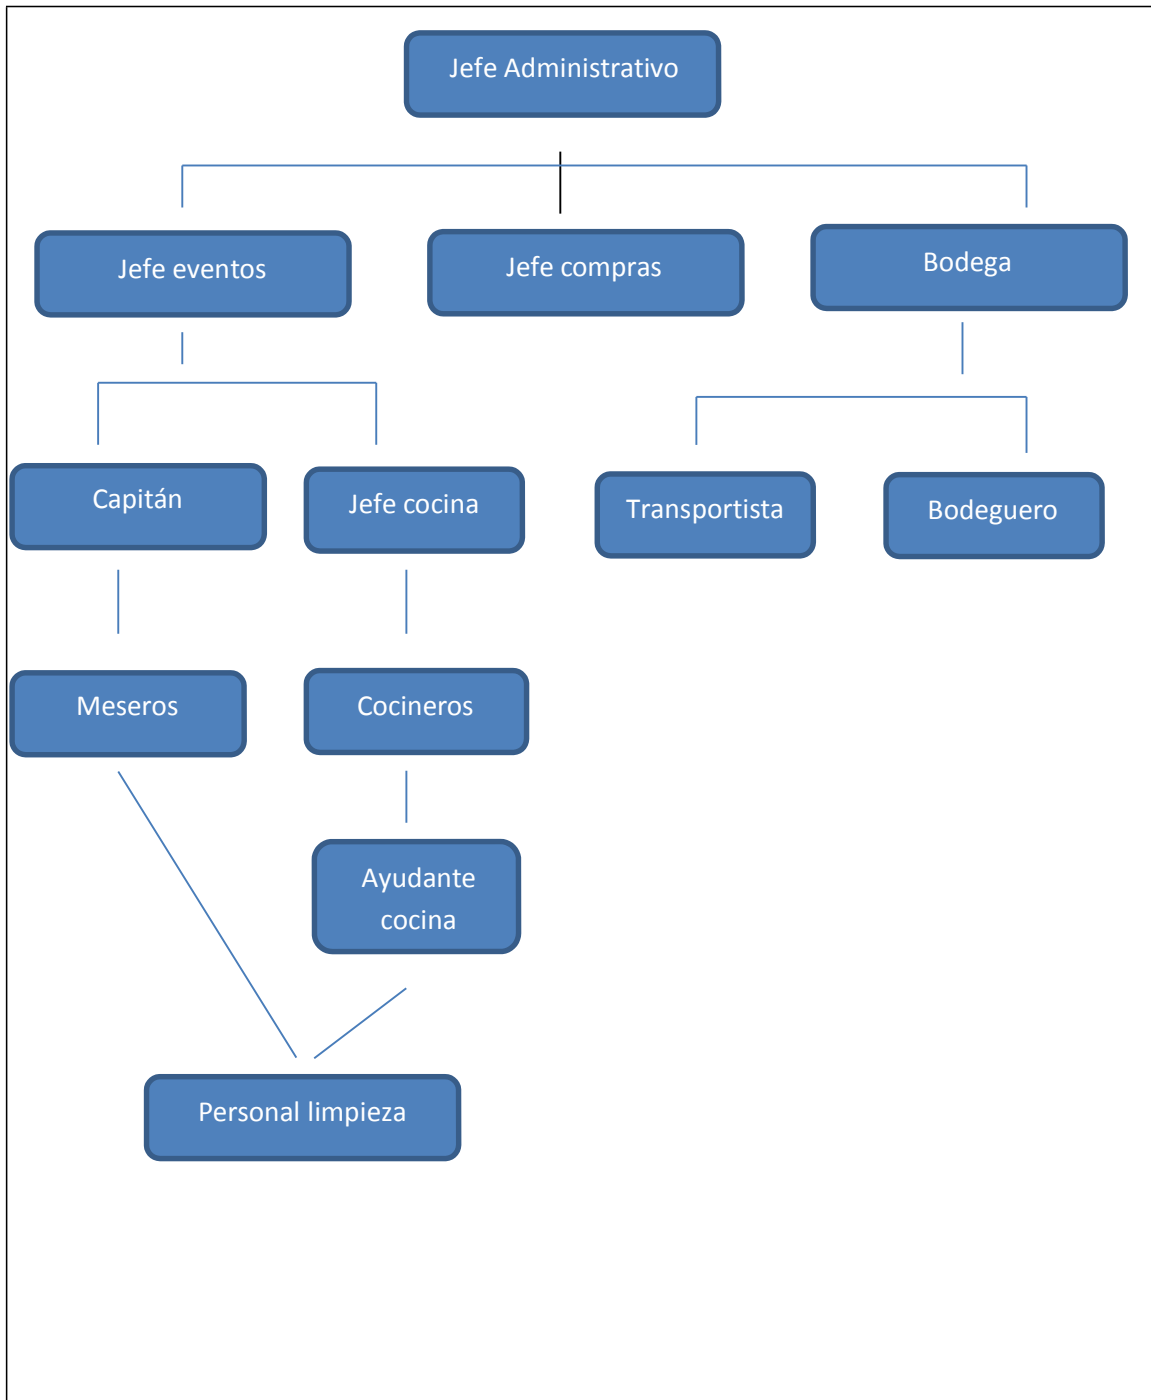 Jefe Administrativo
Jefe eventos
Jefe compras
Bodega
Capitán
Jefe cocina
Transportista
Bodeguero
Meseros
Cocineros
Ayudante
cocina
Personal limpieza